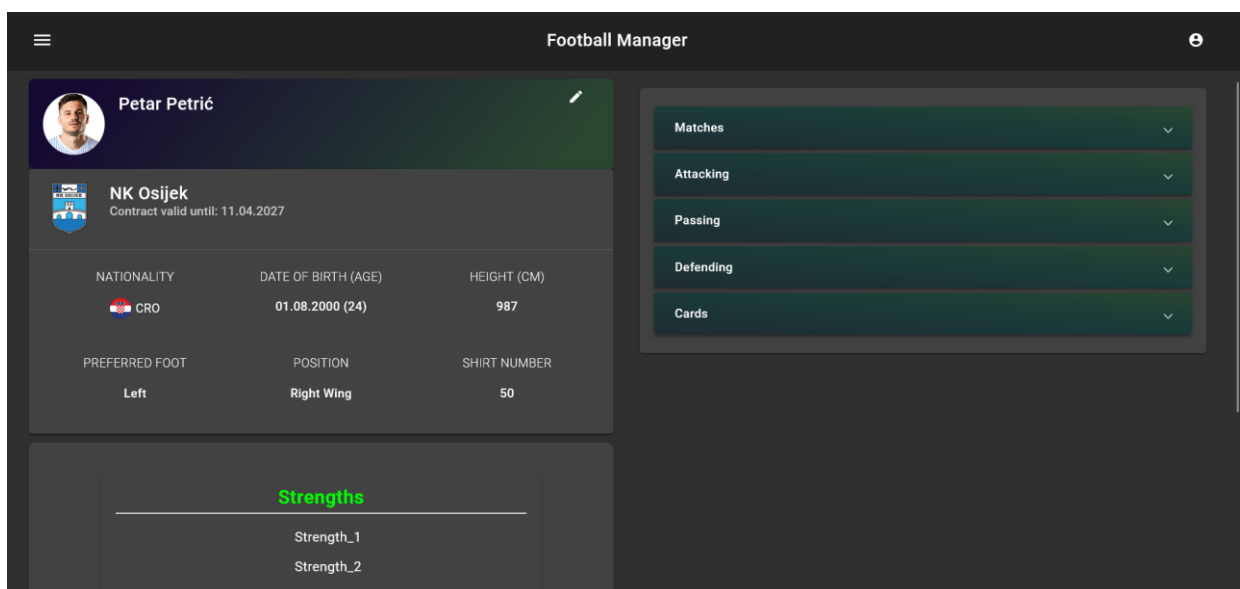 Football Manager
Petar Petrić
NK OSIJEK
NK Osijek
Contract valid until: 11.04.2027
NATIONALITY DATE OF BIRTH (AGE) HEIGHT (CM)
CRO 01.08.2000 (24) 987
PREFERRED FOOT POSITION SHIRT NUMBER
Left Right Wing 50
Strengths
Strength_1
Strength_2
Matches
Attacking
Passing
Defending
Cards